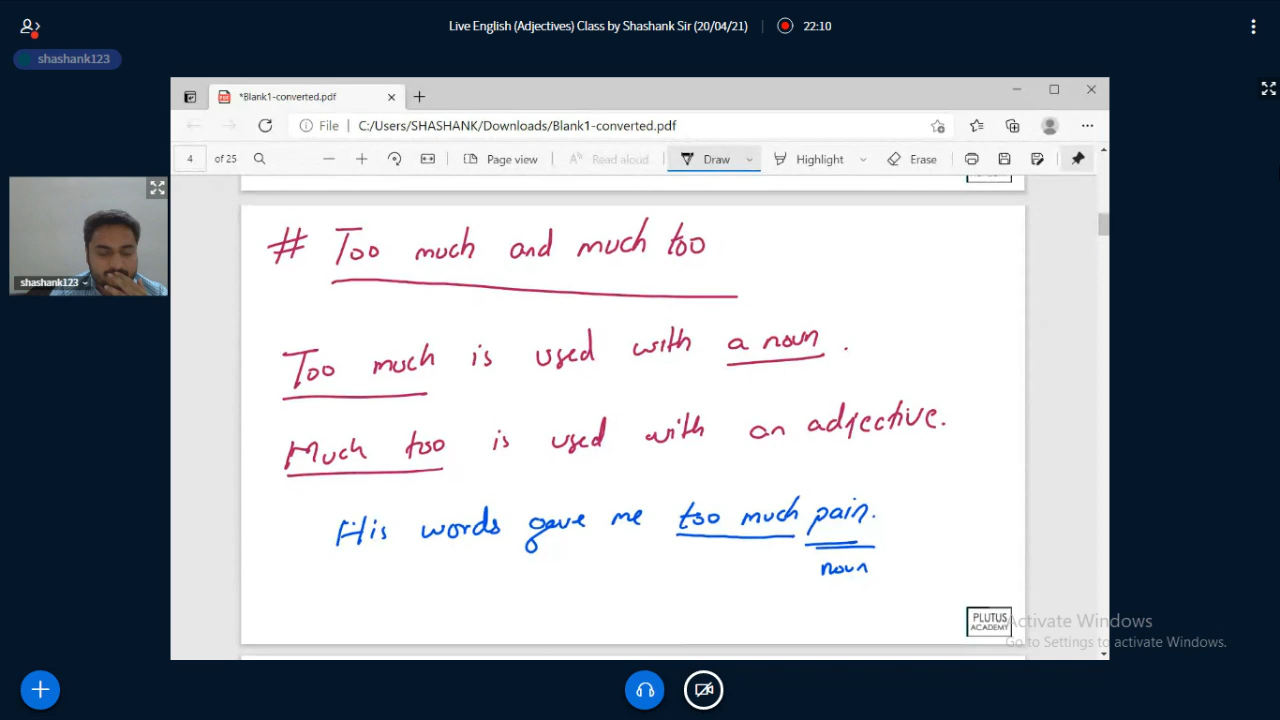 Live English (Adjectives) Class by Shashank Sir (20/04/21)
22:10
shashank123
*Blank1-converted.pdf
File C:/Users/SHASHANK/Downloads/Blank1-converted.pdf
4 of 25 Page view Read aloud Draw Highlight Erase
# Too much and much too
shashank123
Too much is used with a noun.
Much too is used with an adjective.
His words gave me too much pain.
noun
PLUTUS
ACADEMY
Activate Windows
Go to Settings to activate Windows.